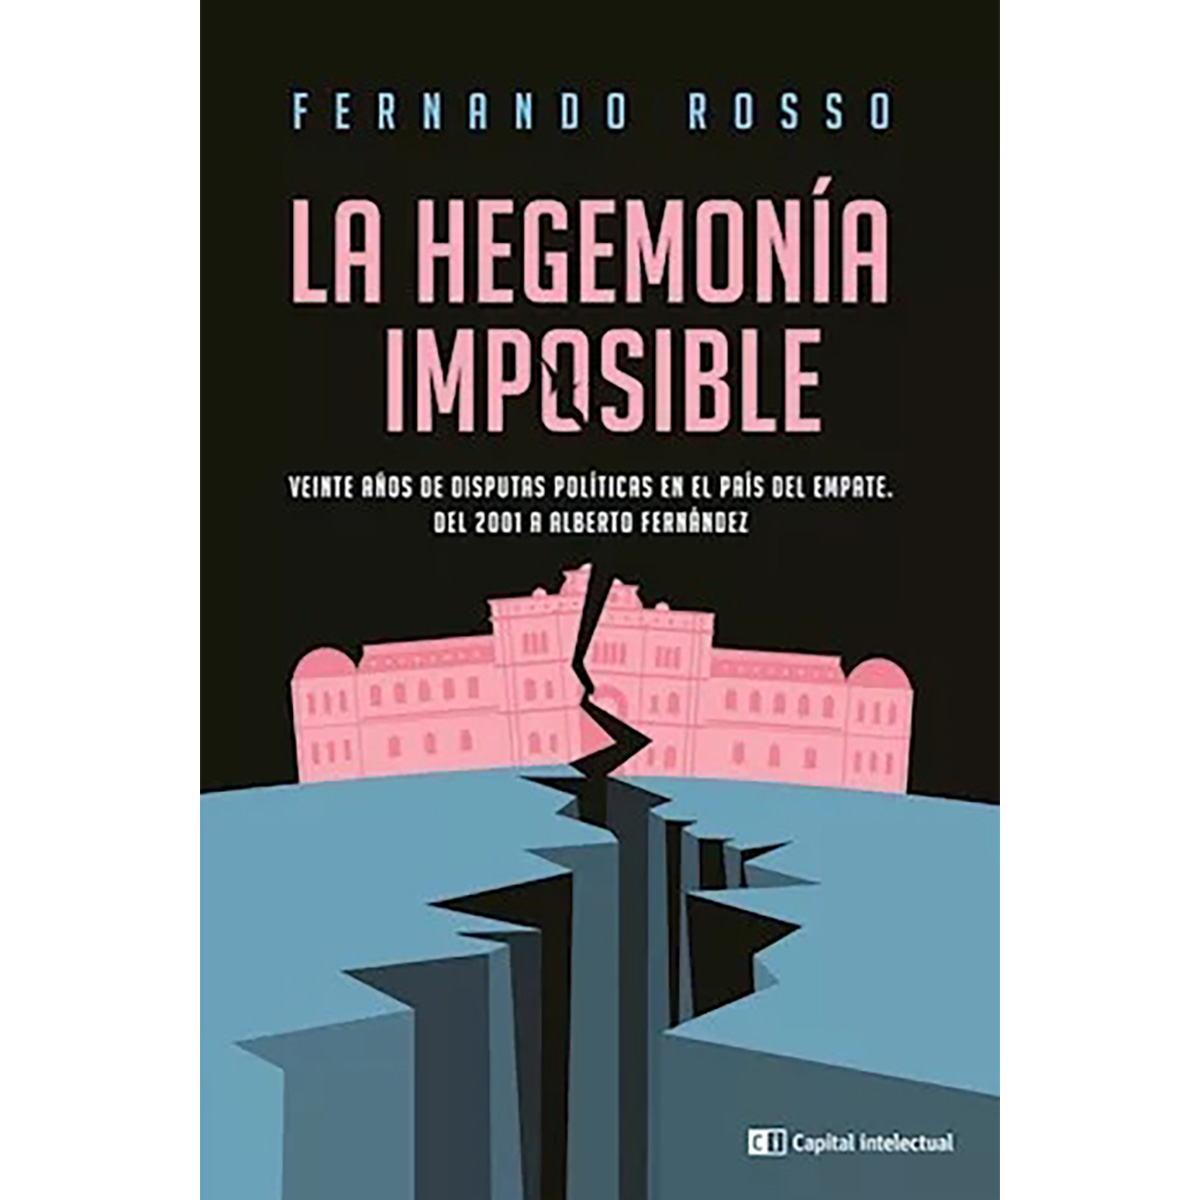 FERNANDO ROSSO
LA HEGEMONÍA
IMPOSIBLE
VEINTE AÑOS DE DISPUTAS POLÍTICAS EN EL PAÍS DEL EMPATE.
DEL 2001 A ALBERTO FERNÁNDEZ
CI Capital intelectual